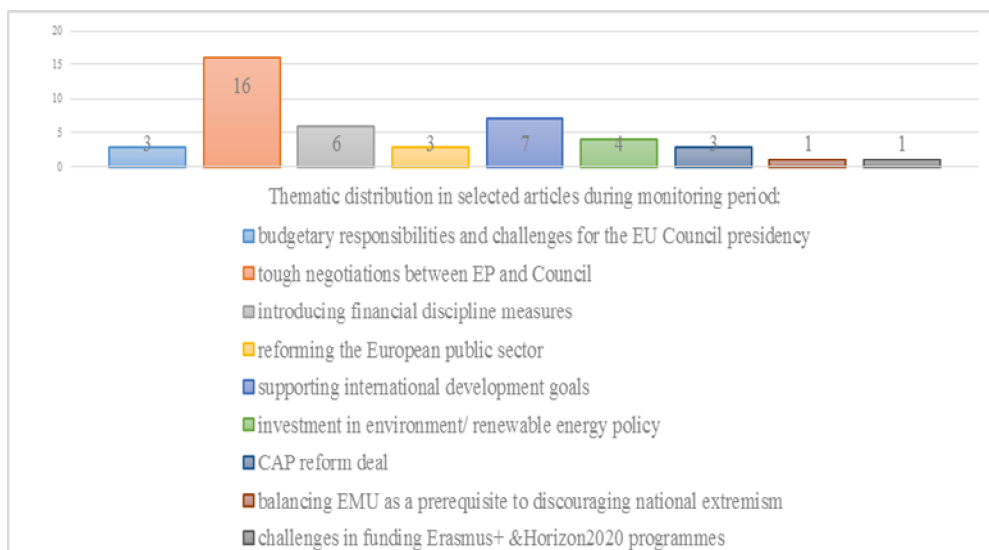 20
15
10
5
0
3
16
6
3
7
4
3
1
1
Thematic distribution in selected articles during monitoring period:
budgetary responsibilities and challenges for the EU Council presidency
tough negotiations between EP and Council
introducing financial discipline measures
reforming the European public sector
supporting international development goals
investment in environment/ renewable energy policy
CAP reform deal
balancing EMU as a prerequisite to discouraging national extremism
challenges in funding Erasmus+ &Horizon2020 programmes